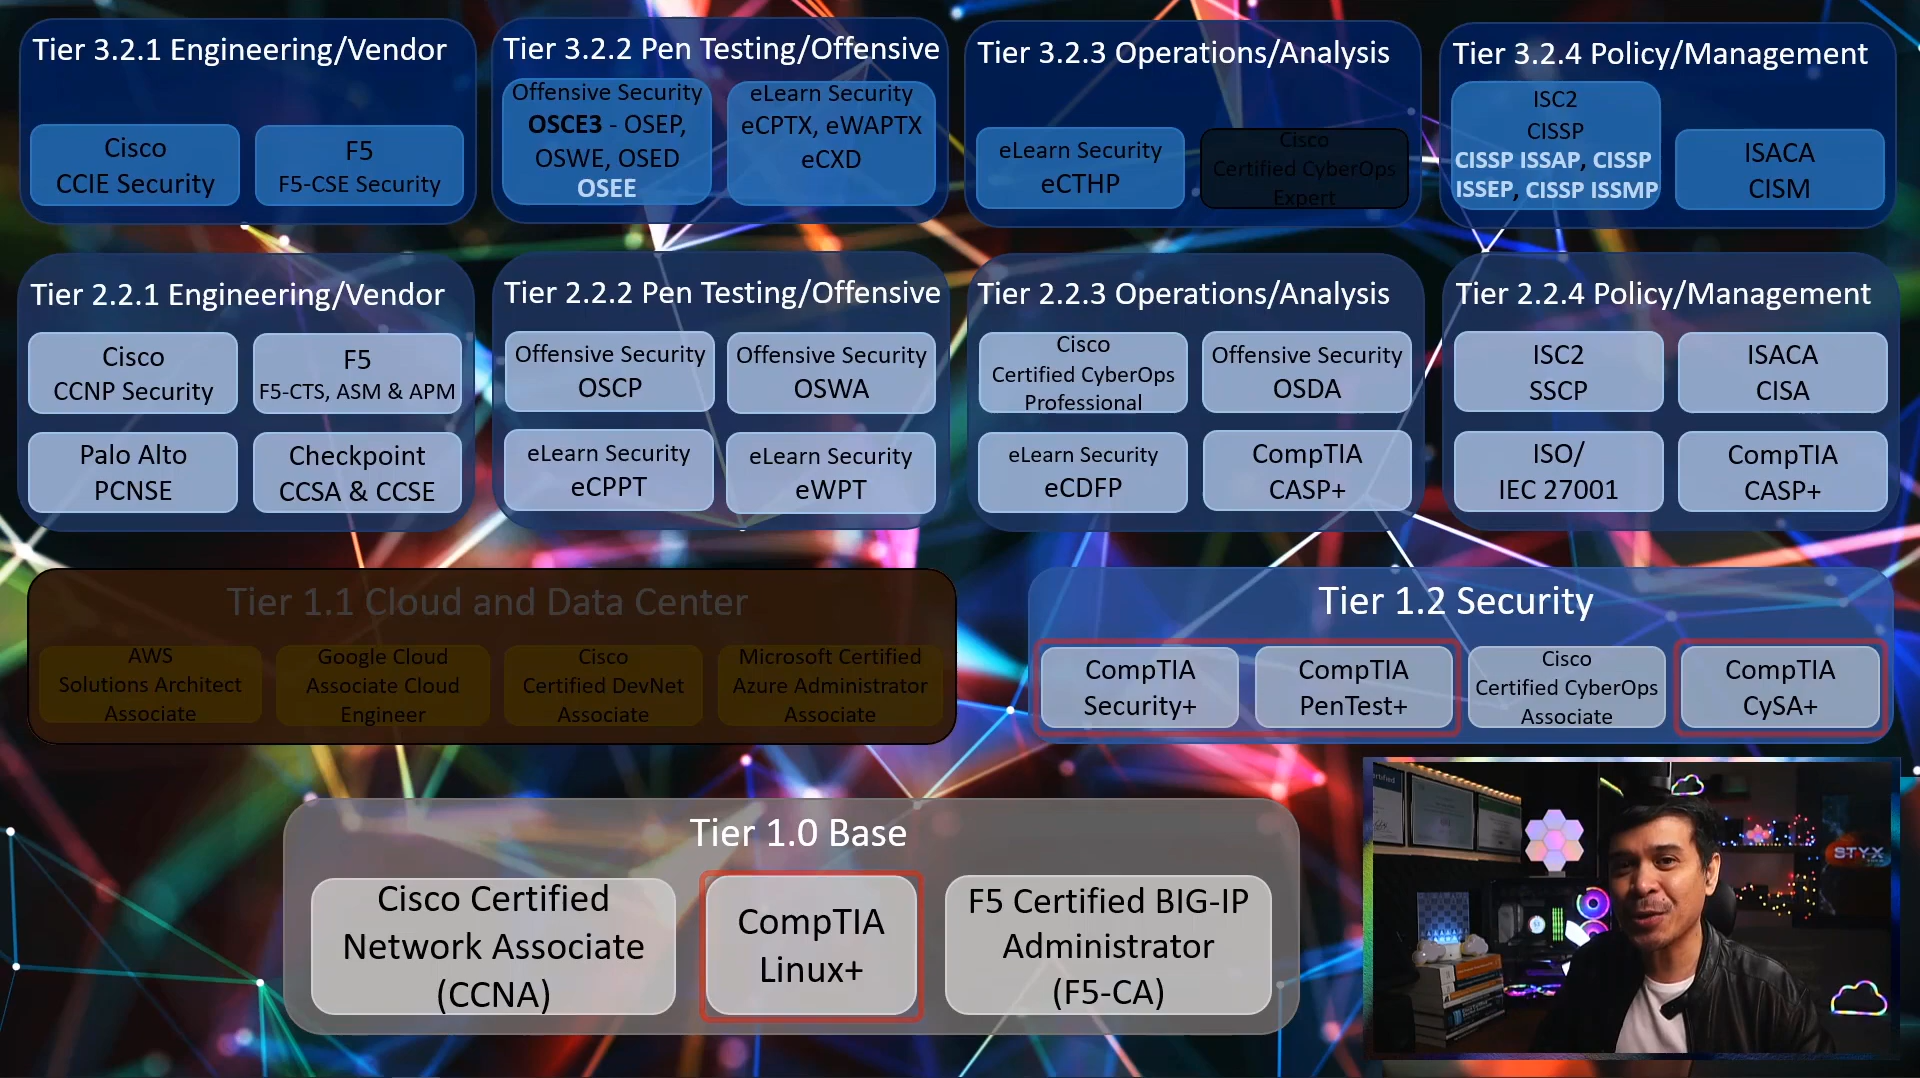 Tier 3.2.1 Engineering/Vendor
Cisco
CCIE Security
F5
F5-CSE Security
Tier 3.2.2 Pen Testing/Offensive
Offensive Security
OSCE3 - OSEP,
OSWE, OSED
OSEE
eLearn Security
eCPTX, eWAPTX
eCXD
Tier 3.2.3 Operations/Analysis
eLearn Security
eCTHP
Cisco
Certified CyberOps
Expert
Tier 3.2.4 Policy/Management
ISC2
CISSP
CISSP ISSAP, CISSP
ISSEP, CISSP ISSMP
ISACA
CISM
Tier 2.2.1 Engineering/Vendor
Cisco
CCNP Security
F5
F5-CTS, ASM & APM
Palo Alto
PCNSE
Checkpoint
CCSA & CCSE
Tier 2.2.2 Pen Testing/Offensive
Offensive Security
OSCP
Offensive Security
OSWA
eLearn Security
eCPPT
eLearn Security
eWPT
Tier 2.2.3 Operations/Analysis
Cisco
Certified CyberOps
Professional
Offensive Security
OSDA
eLearn Security
eCDFP
CompTIA
CASP+
Tier 2.2.4 Policy/Management
ISC2
SSCP
ISACA
CISA
ISO/
IEC 27001
CompTIA
CASP+
Tier 1.1 Cloud and Data Center
AWS
Solutions Architect
Associate
Google Cloud
Associate Cloud
Engineer
Cisco
Certified DevNet
Associate
Microsoft Certified
Azure Administrator
Associate
Tier 1.2 Security
CompTIA
Security+
CompTIA
PenTest+
Cisco
Certified CyberOps
Associate
CompTIA
CySA+
Tier 1.0 Base
Cisco Certified
Network Associate
(CCNA)
CompTIA
Linux+
F5 Certified BIG-IP
Administrator
(F5-CA)
STYX